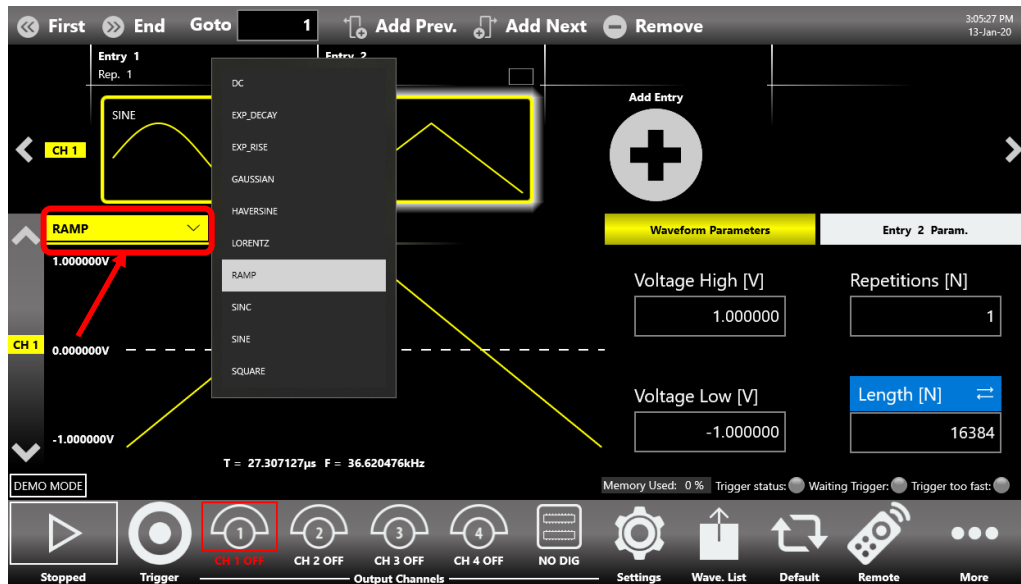 First End Goto 1 Add Prev. Add Next Remove 3:05:27 PM
13-Jan-20
Entry 1 Entry 2
Rep. 1
SINE
CH 1
DC
EXP_DECAY
EXP_RISE
GAUSSIAN
HAVERSINE
LORENTZ
RAMP
SINC
SINE
SQUARE
Add Entry
RAMP
1.000000V
CH 1 0.000000V
-1.000000V
T = 27.307127µs F = 36.620476kHz
Waveform Parameters Entry 2 Param.
Voltage High [V] Repetitions [N]
1.000000 1
Voltage Low [V] Length [N]
-1.000000 16384
DEMO MODE Memory Used: 0 % Trigger status: Waiting Trigger: Trigger too fast:
1 2 3 4
CH 1 OFF CH 2 OFF CH 3 OFF CH 4 OFF NO DIG
Stopped Trigger Output Channels Settings Wave. List Default Remote More